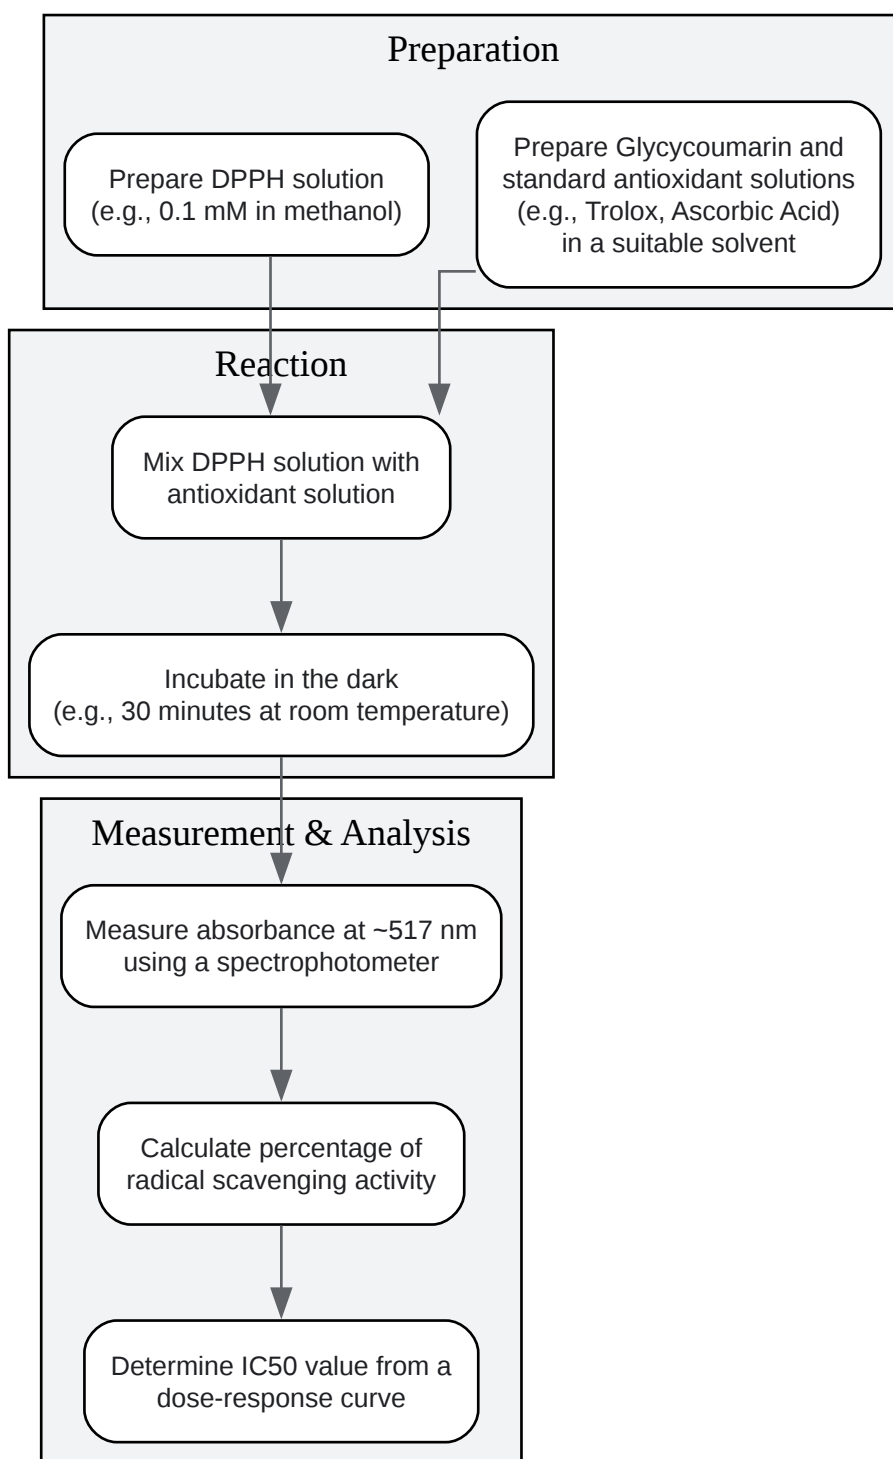 Preparation
Prepare DPPH solution
(e.g., 0.1 mM in methanol)
Prepare Glycycoumarin and
standard antioxidant solutions
(e.g., Trolox, Ascorbic Acid)
in a suitable solvent
Reaction
Mix DPPH solution with
antioxidant solution
Incubate in the dark
(e.g., 30 minutes at room temperature)
Measurement & Analysis
Measure absorbance at ~517 nm
using a spectrophotometer
Calculate percentage of
radical scavenging activity
Determine IC50 value from a
dose-response curve